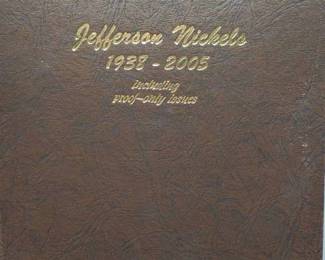 Jefferson Nickels
1938 - 2005
including
proof-only issues